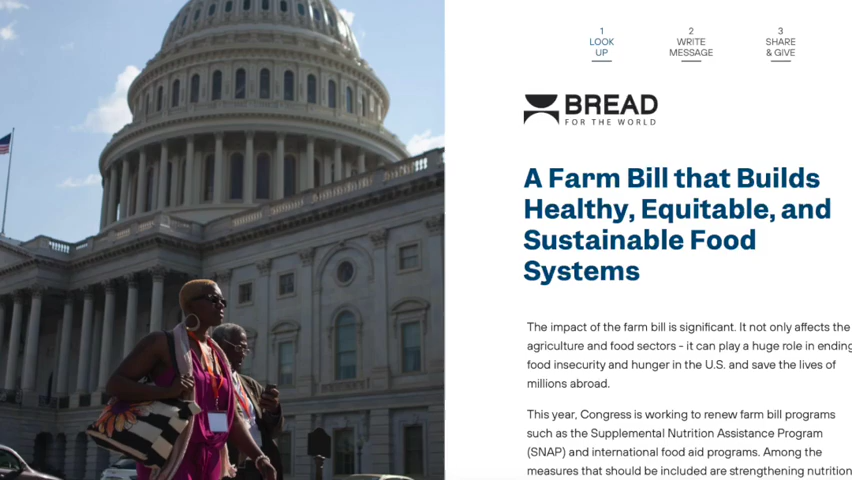 1
LOOK
UP
2
WRITE
MESSAGE
3
SHARE
& GIVE
BREAD
FOR THE WORLD
A Farm Bill that Builds
Healthy, Equitable, and
Sustainable Food
Systems
The impact of the farm bill is significant. It not only affects the
agriculture and food sectors - it can play a huge role in ending
food insecurity and hunger in the U.S. and save the lives of
millions abroad.
This year, Congress is working to renew farm bill programs
such as the Supplemental Nutrition Assistance Program
(SNAP) and international food aid programs. Among the
measures that should be included are strengthening nutrition